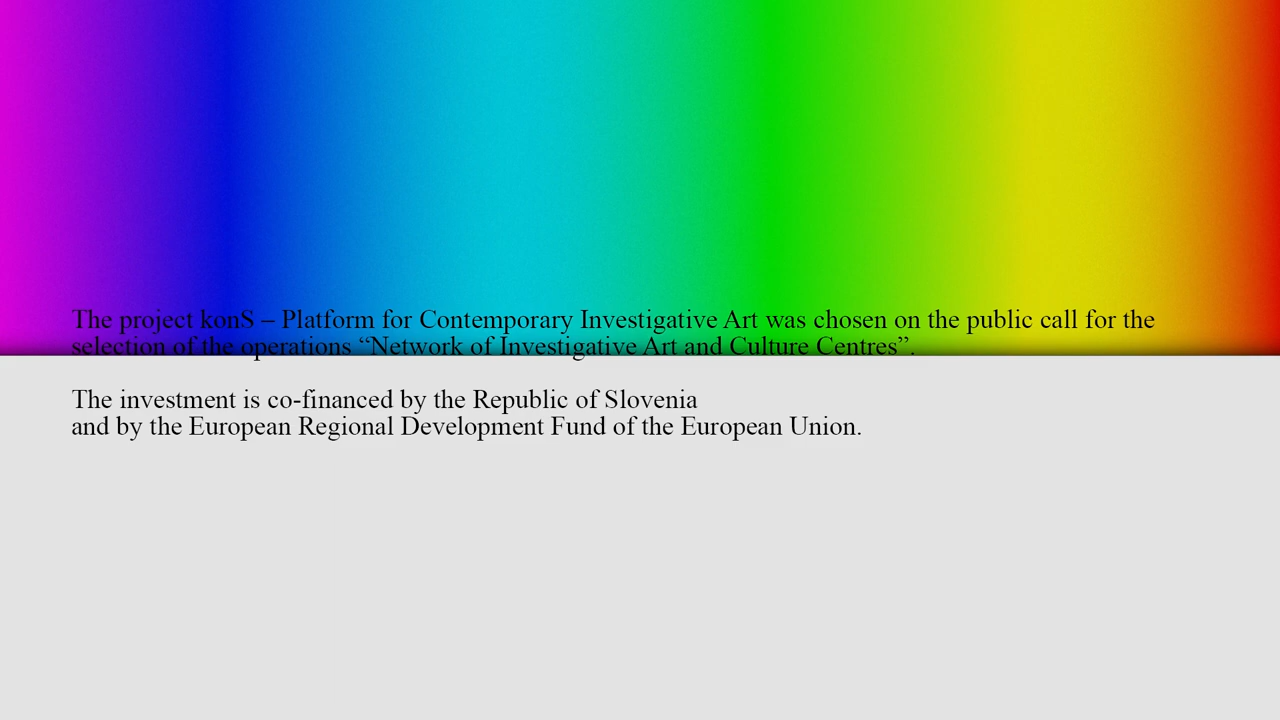 The project konS – Platform for Contemporary Investigative Art was chosen on the public call for the
selection of the operations “Network of Investigative Art and Culture Centres”.
The investment is co-financed by the Republic of Slovenia
and by the European Regional Development Fund of the European Union.